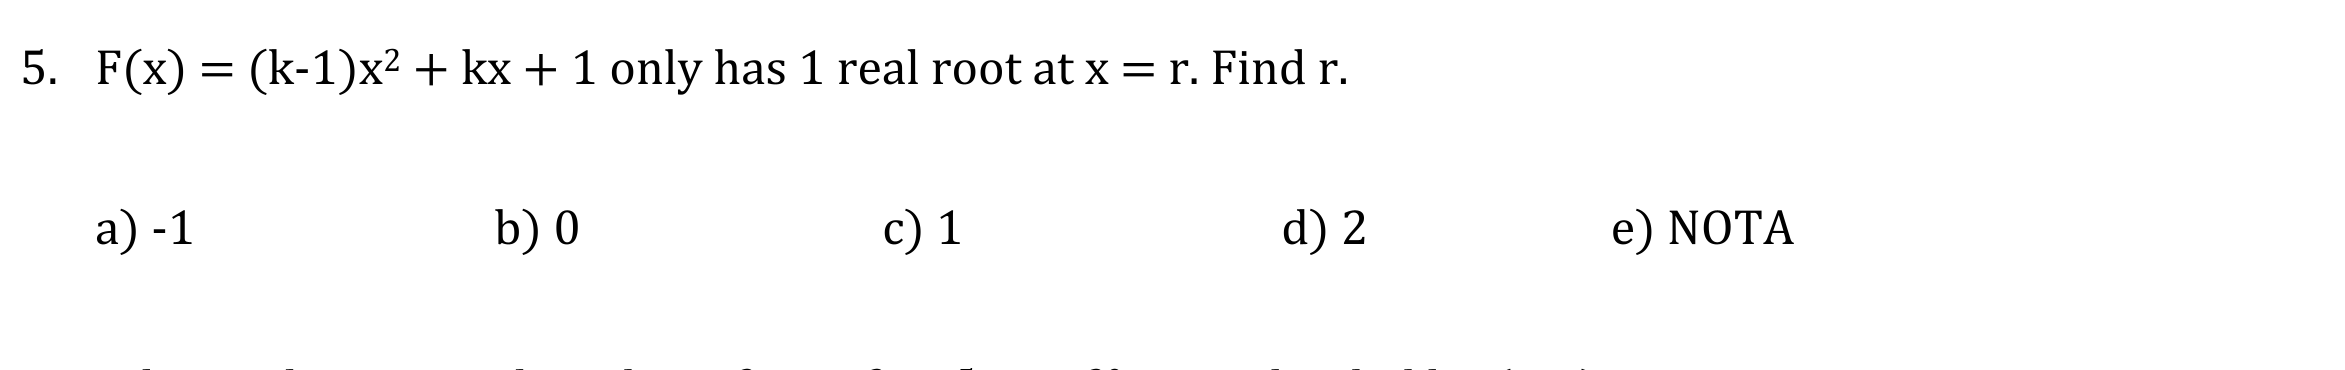 5. F(x) = (k-1)x² + kx + 1 only has 1 real root at x = r. Find r.
a) -1 b) 0 c) 1 d) 2 e) NOTA